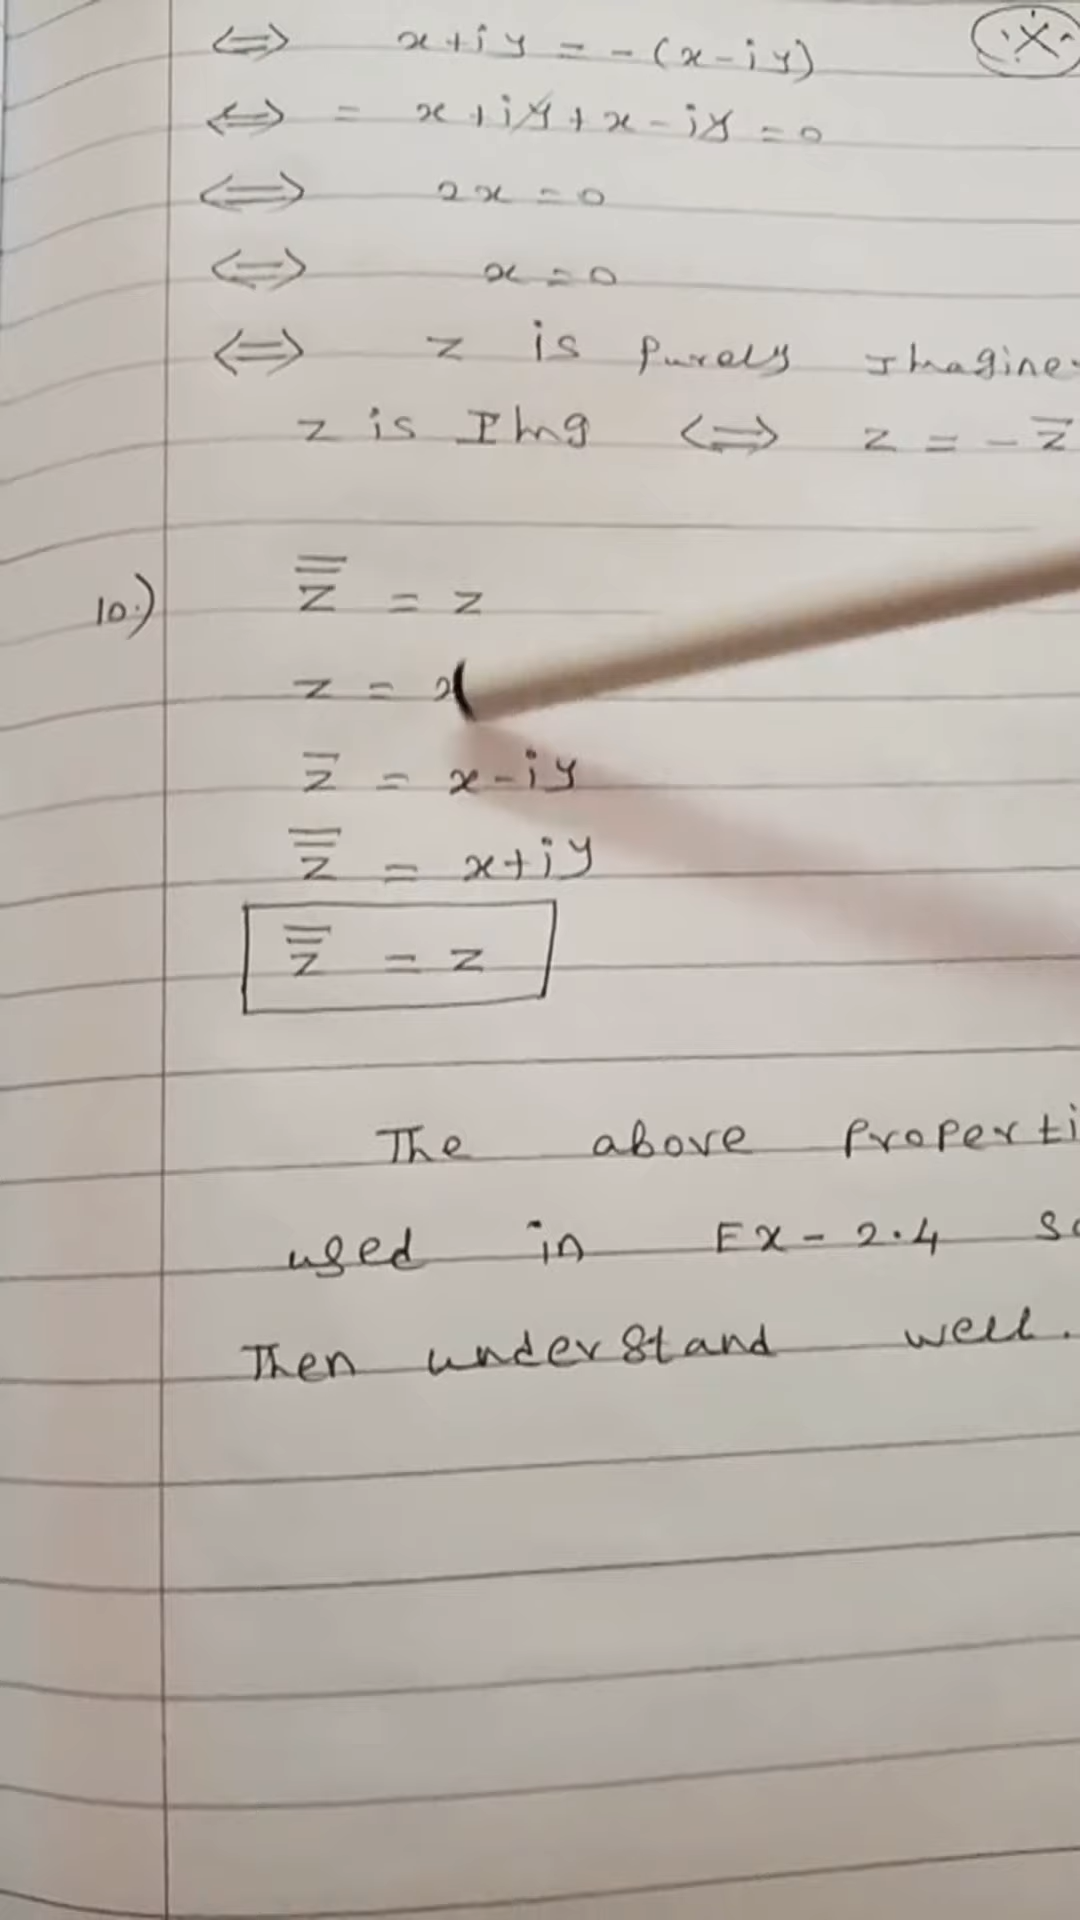 ⟺ x+iy = -(x-iy)
⟺ = x+iy+x-iy=0
⟺ 2x=0
⟺ x=0
⟺ z is Purely Imagine
z is Img ⟺ z = -z̅
10.) z̿ = z
z = x
z̅ = x-iy
z̿ = x+iy
z̿ = z
The above Properti
used in Ex-2.4 so
Then understand well.